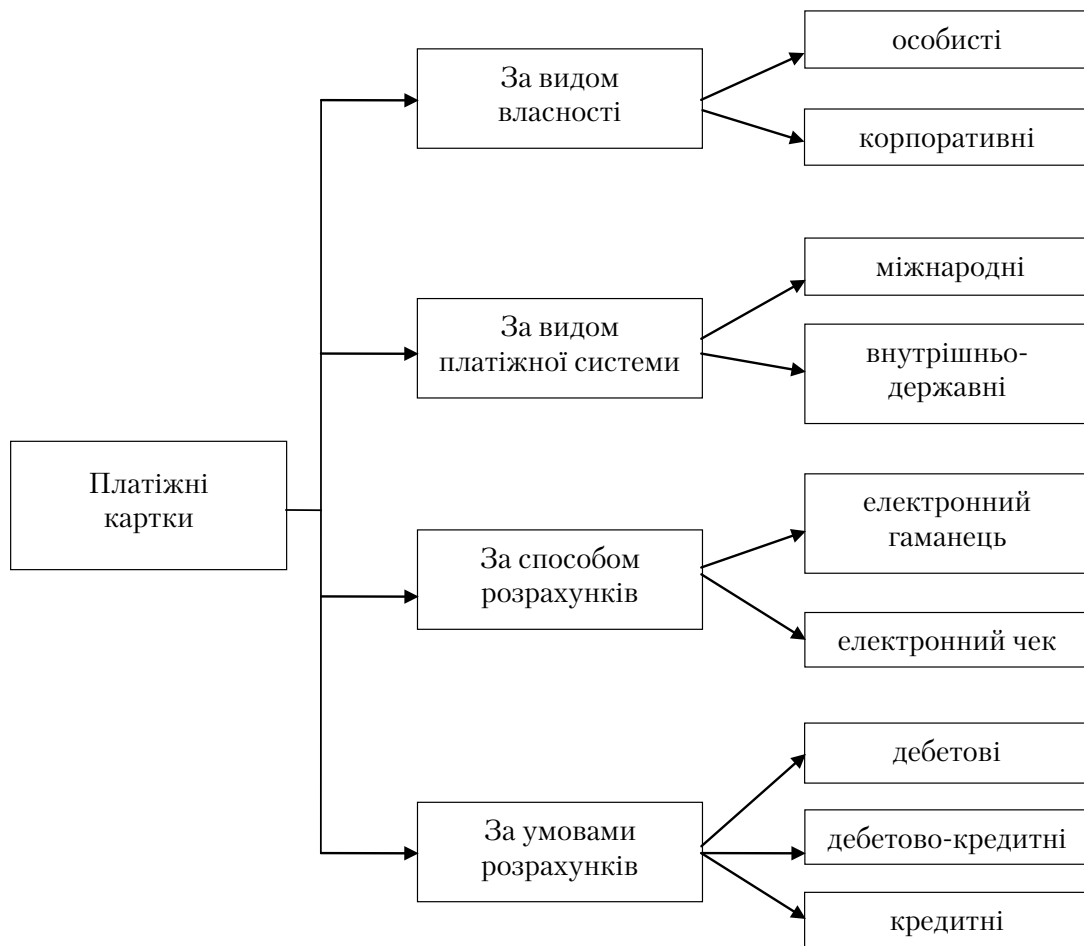 Платіжні
картки
За видом
власності
особисті
корпоративні
За видом
платіжної системи
міжнародні
внутрішньо-
державні
За способом
розрахунків
електронний
гаманець
електронний чек
За умовами
розрахунків
дебетові
дебетово-кредитні
кредитні